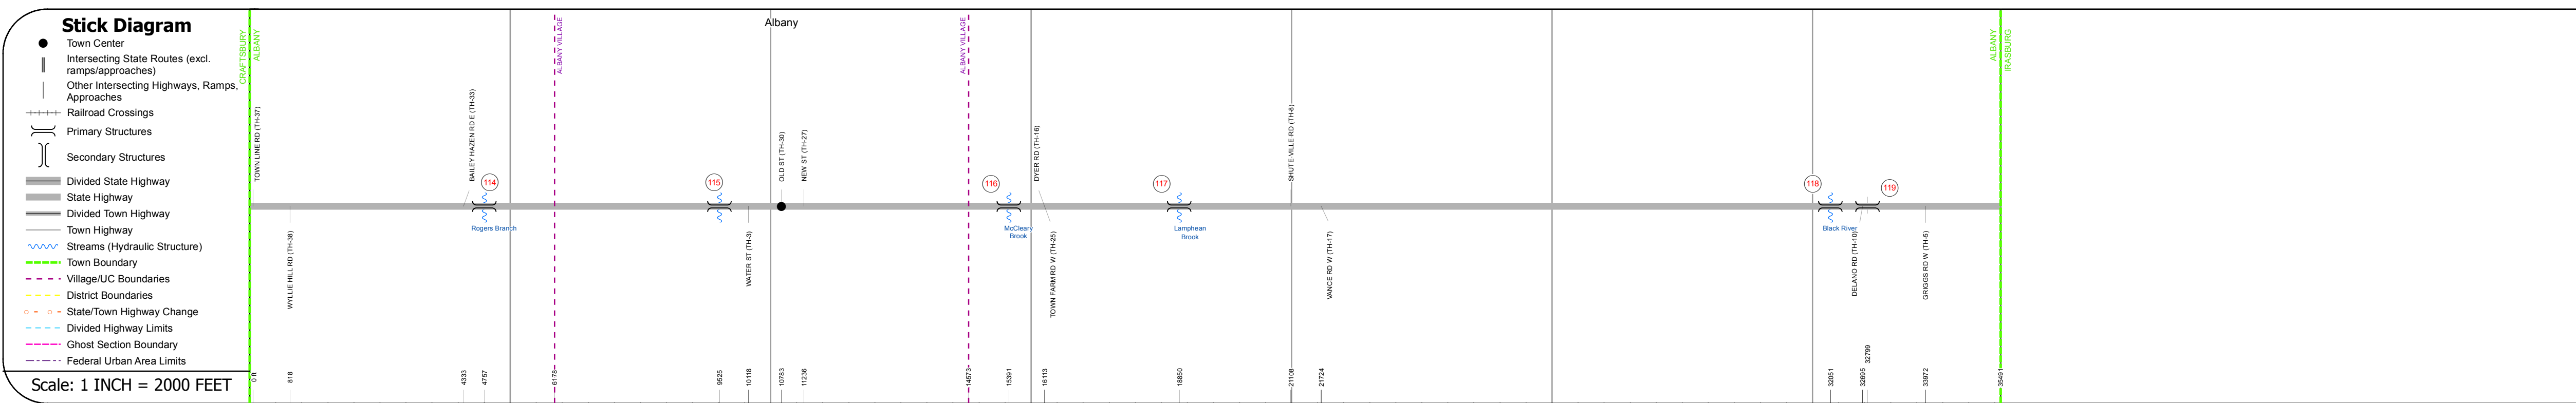 Stick Diagram
Town Center
Intersecting State Routes (excl.
ramps/approaches)
Other Intersecting Highways, Ramps,
Approaches
Railroad Crossings
Primary Structures
Secondary Structures
Divided State Highway
State Highway
Divided Town Highway
Town Highway
Streams (Hydraulic Structure)
Town Boundary
Village/UC Boundaries
District Boundaries
State/Town Highway Change
Divided Highway Limits
Ghost Section Boundary
Federal Urban Area Limits
Scale: 1 INCH = 2000 FEET
Albany
CRAFTSBURY
ALBANY
ALBANY VILLAGE
ALBANY VILLAGE
ALBANY
IRASBURG
TOWN LINE RD (TH-37)
WYLLIE HILL RD (TH-38)
BAILEY HAZEN RD E (TH-33)
114
Rogers Branch
115
WATER ST (TH-3)
OLD ST (TH-30)
NEW ST (TH-27)
116
McCleary
Brook
DYER RD (TH-16)
TOWN FARM RD W (TH-25)
117
Lamphean
Brook
SHUTEVILLE RD (TH-8)
VANCE RD W (TH-17)
118
Black River
119
DELANO RD (TH-10)
GRIGGS RD W (TH-5)
0 ft
818
4333
4757
6178
9525
10118
10783
11236
14573
15391
16113
18850
21108
21724
32051
32695
32799
33972
35491